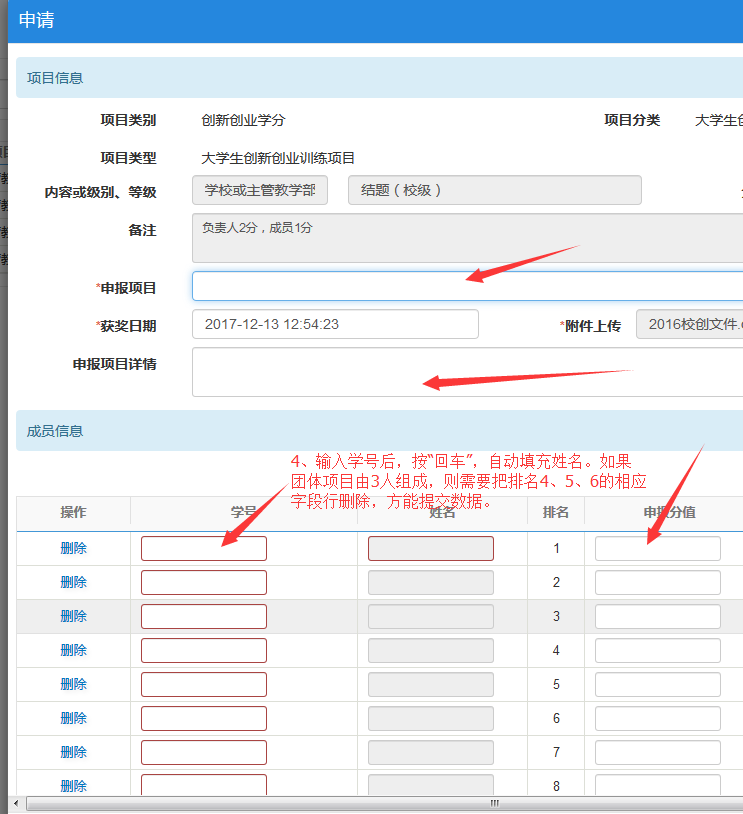 申请
项目信息
项目类别 创新创业学分 项目分类 大学生
项目类型 大学生创新创业训练项目
内容或级别、等级 学校或主管教学部 结题（校级）
备注 负责人2分，成员1分
*申报项目
*获奖日期 2017-12-13 12:54:23 *附件上传 2016校创文件.
申报项目详情
成员信息
4、输入学号后，按“回车”，自动填充姓名。如果
团体项目由3人组成，则需要把排名4、5、6的相应
字段行删除，方能提交数据。
操作 学号 姓名 排名 申报分值
删除 1
删除 2
删除 3
删除 4
删除 5
删除 6
删除 7
删除 8